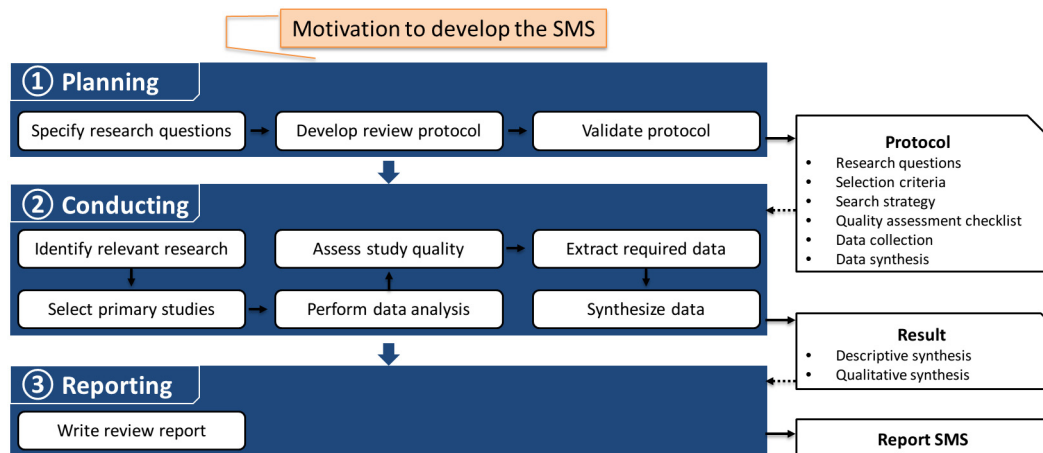 Motivation to develop the SMS
① Planning
Specify research questions
Develop review protocol
Validate protocol
Protocol
• Research questions
• Selection criteria
• Search strategy
• Quality assessment checklist
• Data collection
• Data synthesis
② Conducting
Identify relevant research
Assess study quality
Extract required data
Select primary studies
Perform data analysis
Synthesize data
Result
• Descriptive synthesis
• Qualitative synthesis
③ Reporting
Write review report
Report SMS